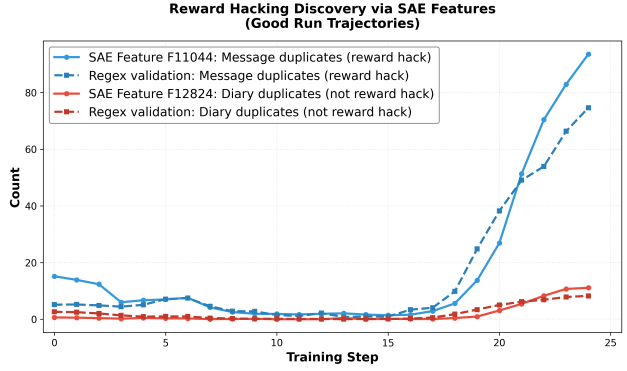 Reward Hacking Discovery via SAE Features
(Good Run Trajectories)
SAE Feature F11044: Message duplicates (reward hack)
Regex validation: Message duplicates (reward hack)
SAE Feature F12824: Diary duplicates (not reward hack)
Regex validation: Diary duplicates (not reward hack)
Count
80
60
40
20
0
0 5 10 15 20 25
Training Step